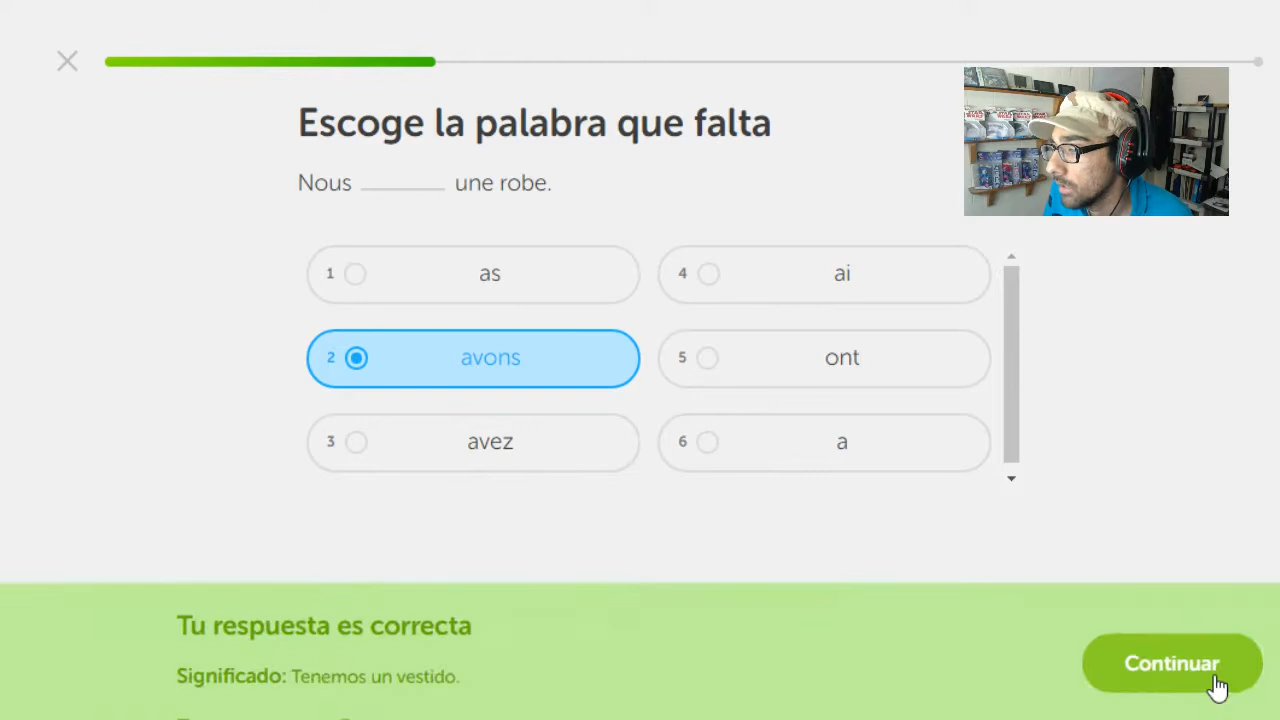 Escoge la palabra que falta
Nous ______ une robe.
1 as
4 ai
2 avons
5 ont
3 avez
6 a
Tu respuesta es correcta
Significado: Tenemos un vestido.
Continuar